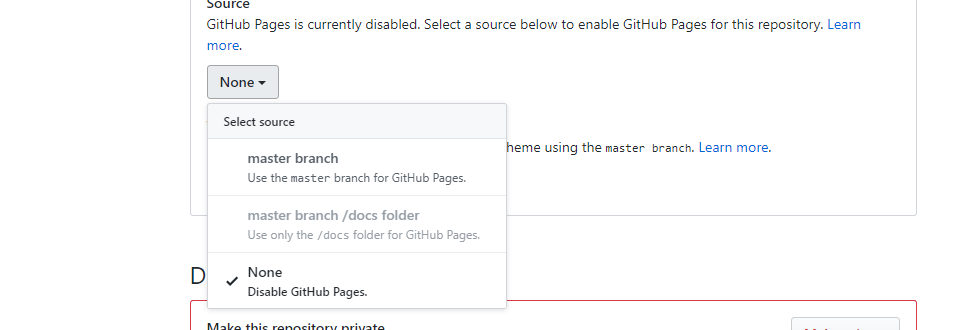 Source
GitHub Pages is currently disabled. Select a source below to enable GitHub Pages for this repository. Learn
more.
None
Select source
heme using the master branch. Learn more.
master branch
Use the master branch for GitHub Pages.
master branch /docs folder
Use only the /docs folder for GitHub Pages.
None
Disable GitHub Pages.
D
Make this repository private